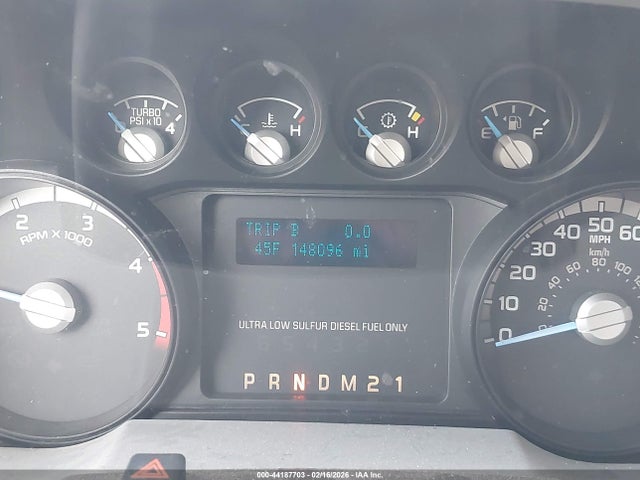 TURBO
PSI x 10
0 4
C H
C H
E F
2 3 4 5
RPM X 1000
TRIP B 0.0
45F 148096 mi
ULTRA LOW SULFUR DIESEL FUEL ONLY
P R N D M 2 1
0 10 20 30 40 50 60
MPH
km/h
20 40 60 80 100
000-44187703 - 02/16/2026 - IAA Inc.